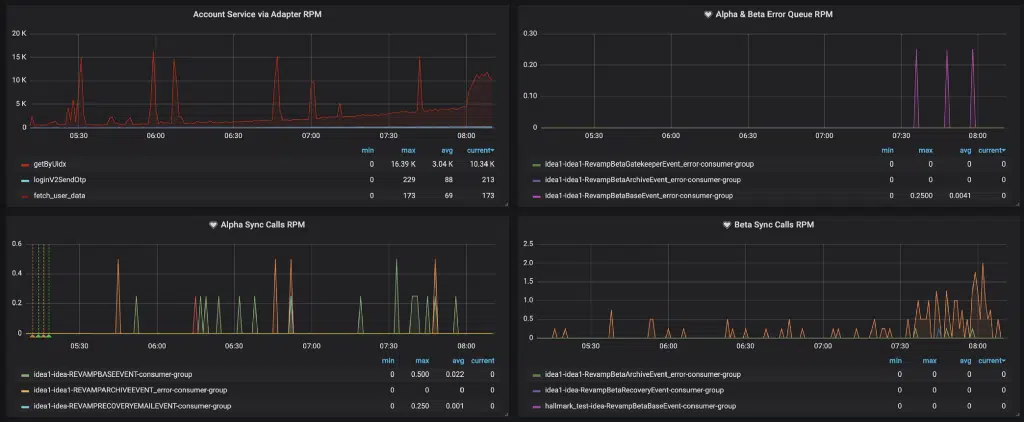 Account Service via Adapter RPM
20 K
15 K
10 K
5 K
0
05:30 06:00 06:30 07:00 07:30 08:00
min max avg current
getByUidx 0 16.39 K 3.04 K 10.34 K
loginV2SendOtp 0 229 88 213
fetch_user_data 0 173 69 173
Alpha & Beta Error Queue RPM
0.30
0.20
0.10
0
05:30 06:00 06:30 07:00 07:30 08:00
min max avg current
idea1-idea1-RevampBetaGatekeeperEvent_error-consumer-group 0 0 0 0
idea1-idea1-RevampBetaArchiveEvent_error-consumer-group 0 0 0 0
idea1-idea1-RevampBetaBaseEvent_error-consumer-group 0 0.2500 0.0041 0
Alpha Sync Calls RPM
0.6
0.4
0.2
0
05:30 06:00 06:30 07:00 07:30 08:00
min max avg current
idea1-idea-REVAMPBASEEVENT-consumer-group 0 0.500 0.022 0
idea1-idea-REVAMPARCHIVEEVENT_error-consumer-group 0 0 0 0
idea1-idea-REVAMPRECOVERYEMAILEVENT-consumer-group 0 0.250 0.001 0
Beta Sync Calls RPM
2.5
2.0
1.5
1.0
0.5
0
05:30 06:00 06:30 07:00 07:30 08:00
min max avg current
idea1-idea1-RevampBetaArchiveEvent-consumer-group 0 0 0 0
idea1-idea-RevampBetaRecoveryEvent-consumer-group 0 0 0 0
hallmark_test-idea-RevampBetaBaseEvent-consumer-group 0 0 0 0